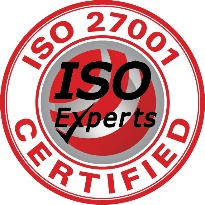 ISO 27001
ISO
Experts
CERTIFIED